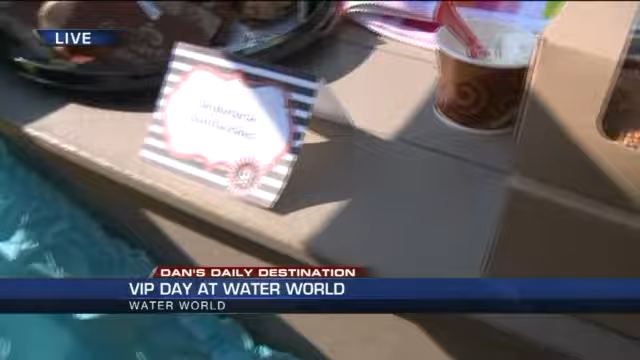 LIVE
DAN'S DAILY DESTINATION
VIP DAY AT WATER WORLD
WATER WORLD